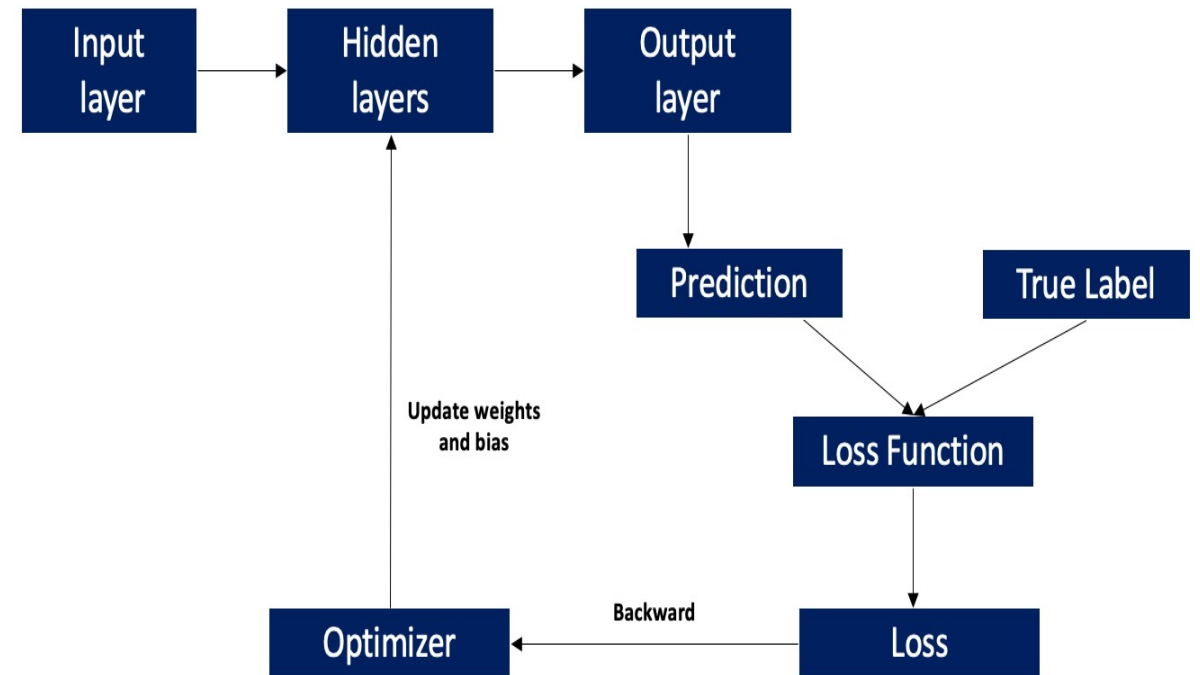 Input
layer
Hidden
layers
Output
layer
Prediction
True Label
Update weights
and bias
Loss Function
Backward
Optimizer
Loss